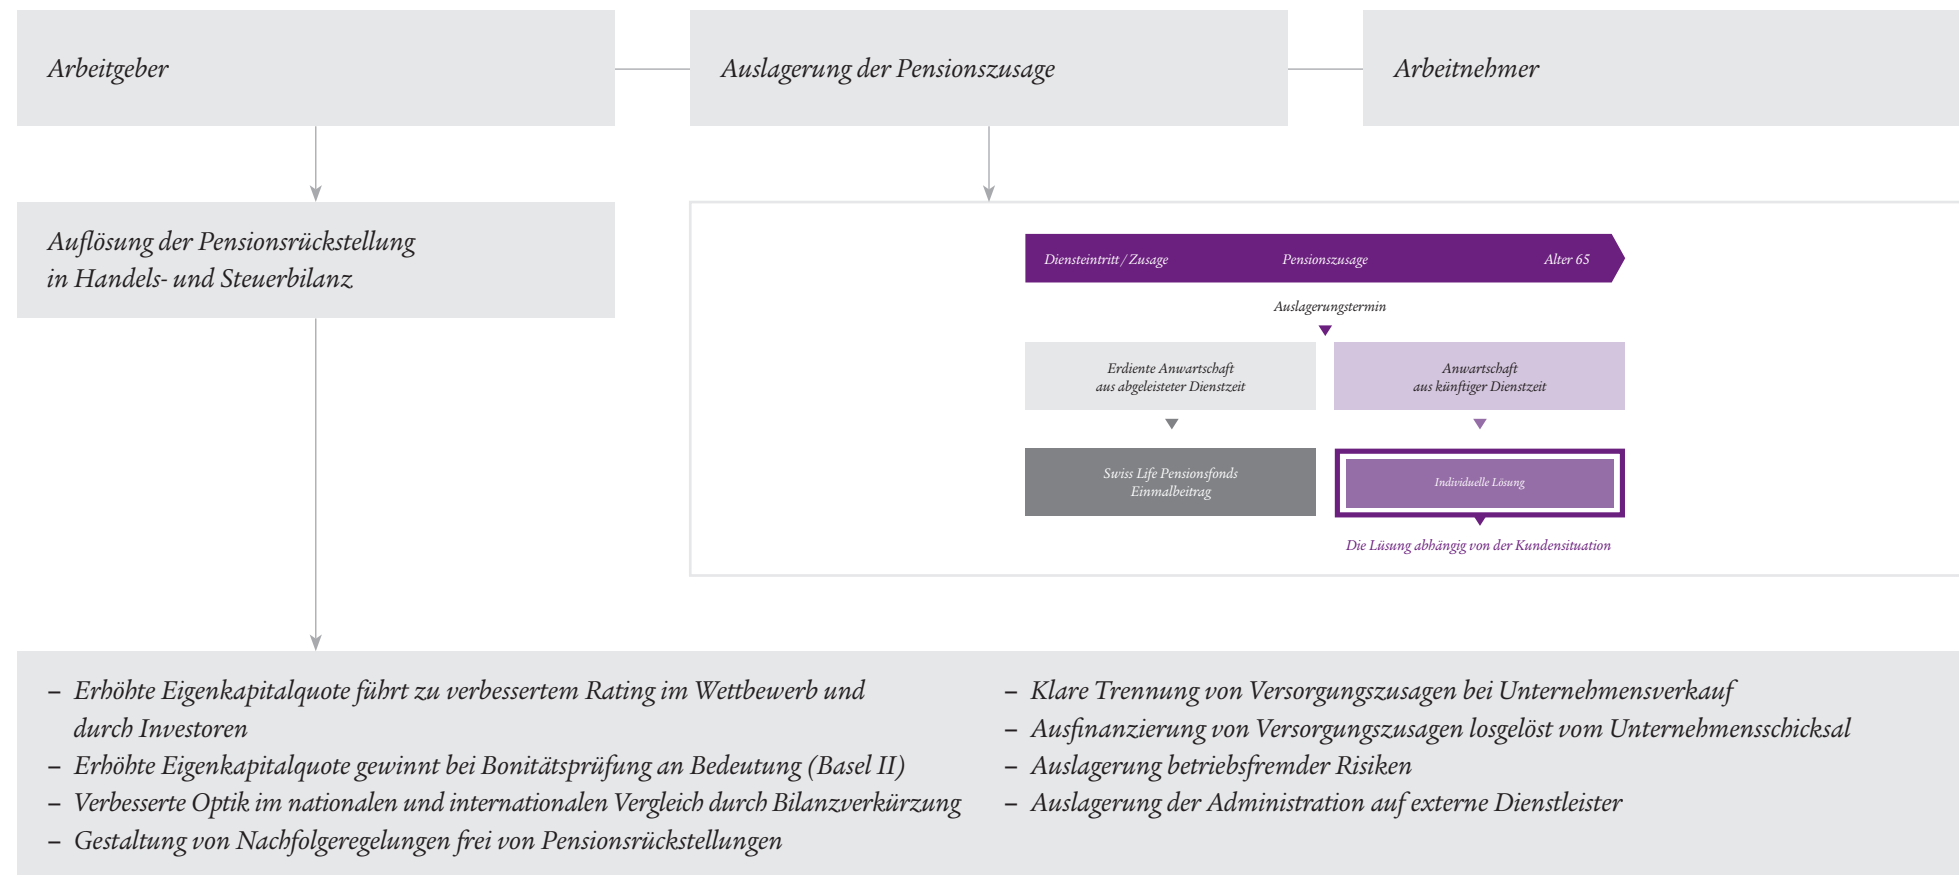 Arbeitgeber
Auslagerung der Pensionszusage
Arbeitnehmer
Auflösung der Pensionsrückstellung
in Handels- und Steuerbilanz
Diensteintritt / Zusage
Pensionszusage
Alter 65
Auslagerungstermin
Erdiente Anwartschaft
aus abgeleisteter Dienstzeit
Anwartschaft
aus künftiger Dienstzeit
Swiss Life Pensionsfonds
Einmalbeitrag
Individuelle Lösung
Die Lüsung abhängig von der Kundensituation
– Erhöhte Eigenkapitalquote führt zu verbessertem Rating im Wettbewerb und
durch Investoren
– Erhöhte Eigenkapitalquote gewinnt bei Bonitätsprüfung an Bedeutung (Basel II)
– Verbesserte Optik im nationalen und internationalen Vergleich durch Bilanzverkürzung
– Gestaltung von Nachfolgeregelungen frei von Pensionsrückstellungen
– Klare Trennung von Versorgungszusagen bei Unternehmensverkauf
– Ausfinanzierung von Versorgungszusagen losgelöst vom Unternehmensschicksal
– Auslagerung betriebsfremder Risiken
– Auslagerung der Administration auf externe Dienstleister